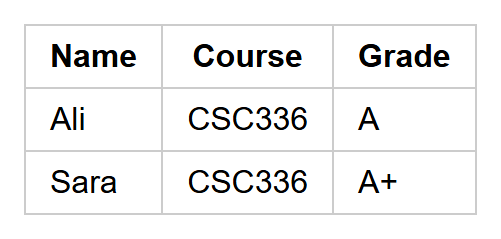 Name Course Grade
Ali CSC336 A
Sara CSC336 A+